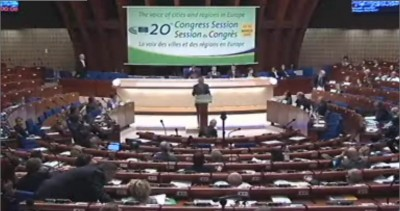 The voice of cities and regions in Europe
20e Congress Session
Session du Congrès
La voix des villes et des régions en Europe